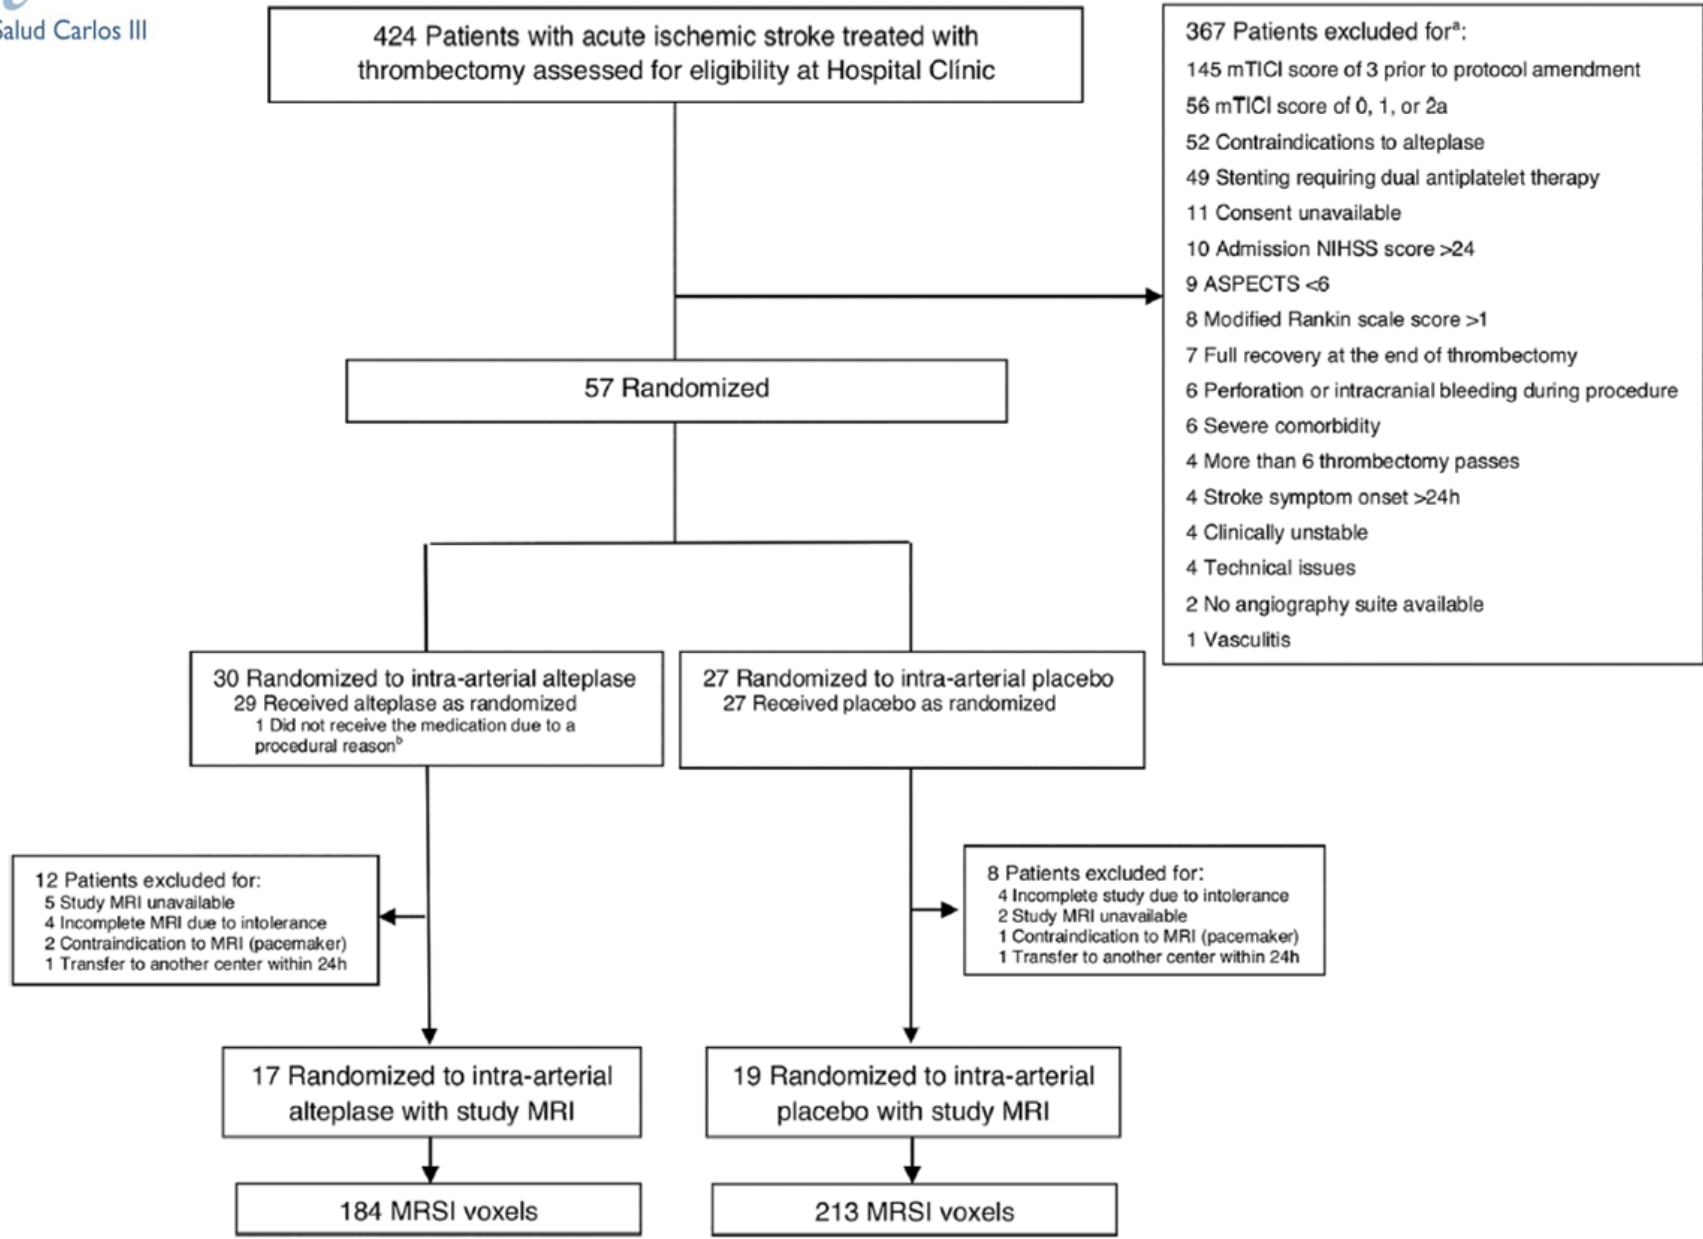 Salud Carlos III
424 Patients with acute ischemic stroke treated with
thrombectomy assessed for eligibility at Hospital Clínic
367 Patients excluded forª:
145 mTICI score of 3 prior to protocol amendment
56 mTICI score of 0, 1, or 2a
52 Contraindications to alteplase
49 Stenting requiring dual antiplatelet therapy
11 Consent unavailable
10 Admission NIHSS score >24
9 ASPECTS <6
8 Modified Rankin scale score >1
7 Full recovery at the end of thrombectomy
6 Perforation or intracranial bleeding during procedure
6 Severe comorbidity
4 More than 6 thrombectomy passes
4 Stroke symptom onset >24h
4 Clinically unstable
4 Technical issues
2 No angiography suite available
1 Vasculitis
57 Randomized
30 Randomized to intra-arterial alteplase
29 Received alteplase as randomized
1 Did not receive the medication due to a
procedural reasonᵇ
27 Randomized to intra-arterial placebo
27 Received placebo as randomized
12 Patients excluded for:
5 Study MRI unavailable
4 Incomplete MRI due to intolerance
2 Contraindication to MRI (pacemaker)
1 Transfer to another center within 24h
8 Patients excluded for:
4 Incomplete study due to intolerance
2 Study MRI unavailable
1 Contraindication to MRI (pacemaker)
1 Transfer to another center within 24h
17 Randomized to intra-arterial
alteplase with study MRI
19 Randomized to intra-arterial
placebo with study MRI
184 MRSI voxels
213 MRSI voxels